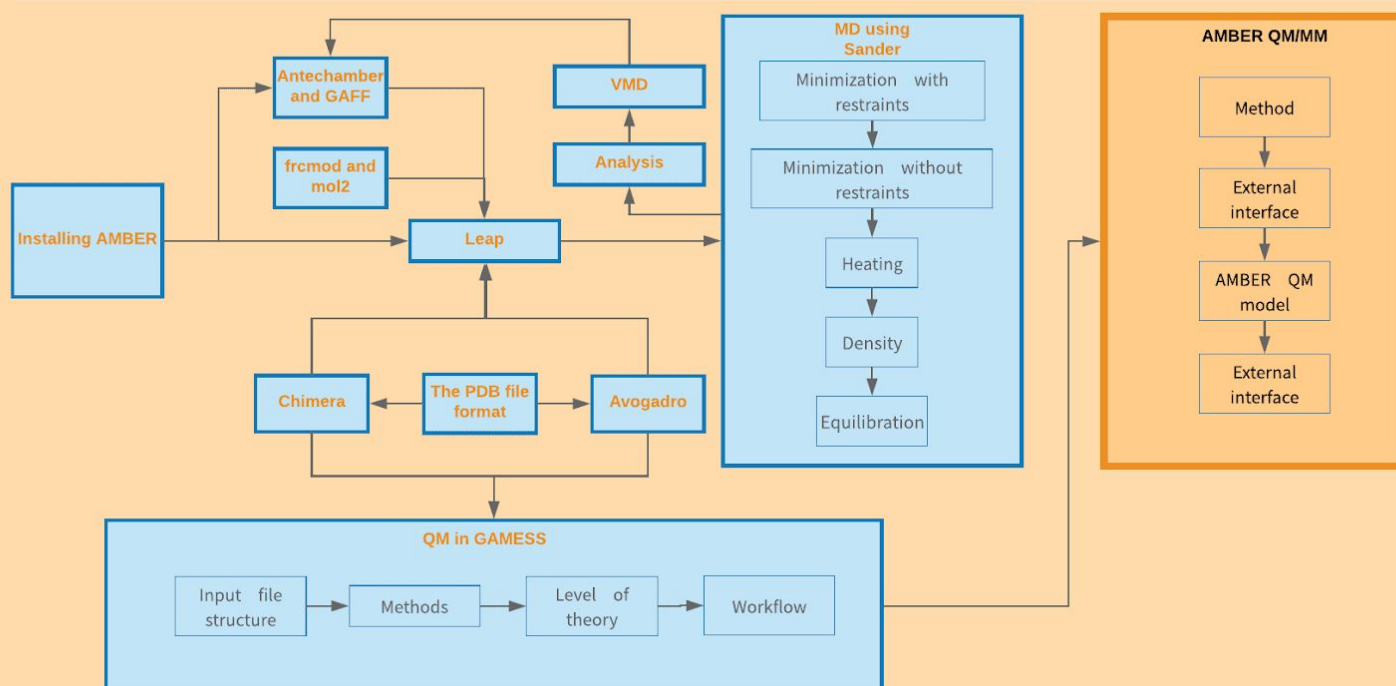 Antechamber
and GAFF
frcmod and
mol2
Installing AMBER
Leap
VMD
Analysis
Chimera
The PDB file
format
Avogadro
MD using
Sander
Minimization with
restraints
Minimization without
restraints
Heating
Density
Equilibration
AMBER QM/MM
Method
External
interface
AMBER QM
model
External
interface
QM in GAMESS
Input file
structure
Methods
Level of
theory
Workflow